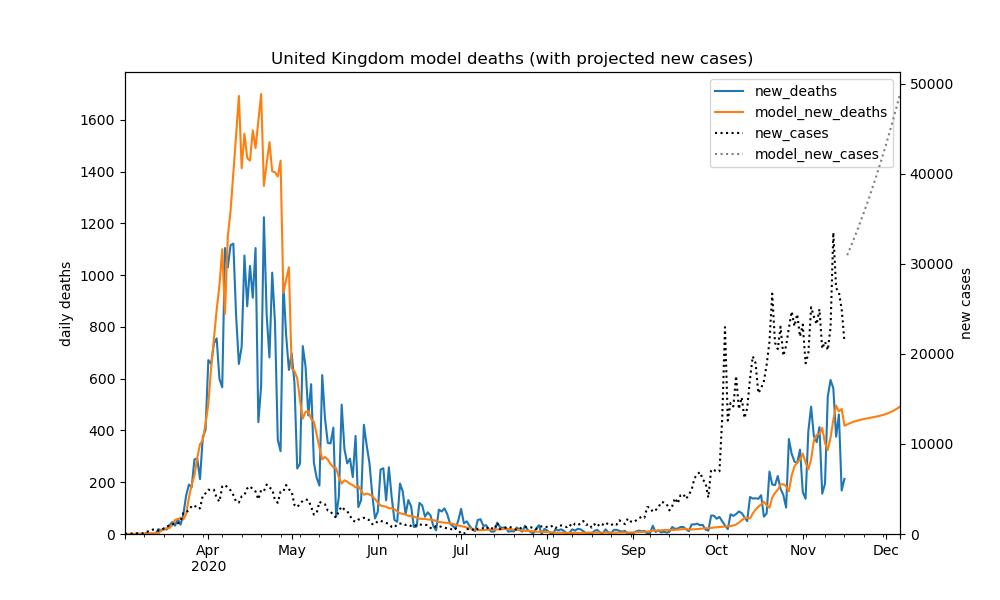 United Kingdom model deaths (with projected new cases)
new_deaths
model_new_deaths
new_cases
model_new_cases
daily deaths
1600
1400
1200
1000
800
600
400
200
0
50000
40000
30000
20000
10000
0
new cases
Apr May Jun Jul Aug Sep Oct Nov Dec
2020